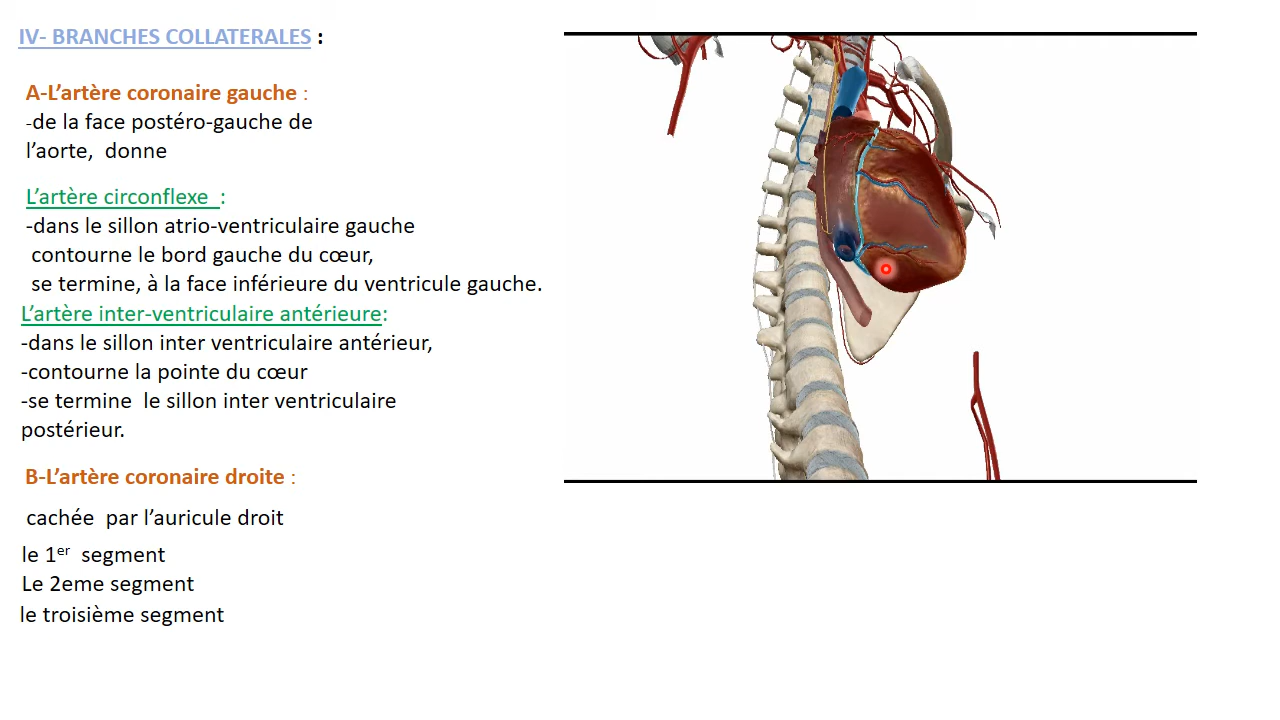 IV- BRANCHES COLLATERALES :
A-L’artère coronaire gauche :
-de la face postéro-gauche de
l’aorte, donne
L’artère circonflexe :
-dans le sillon atrio-ventriculaire gauche
contourne le bord gauche du cœur,
se termine, à la face inférieure du ventricule gauche.
L’artère inter-ventriculaire antérieure:
-dans le sillon inter ventriculaire antérieur,
-contourne la pointe du cœur
-se termine le sillon inter ventriculaire
postérieur.
B-L’artère coronaire droite :
cachée par l’auricule droit
le 1er segment
Le 2eme segment
le troisième segment